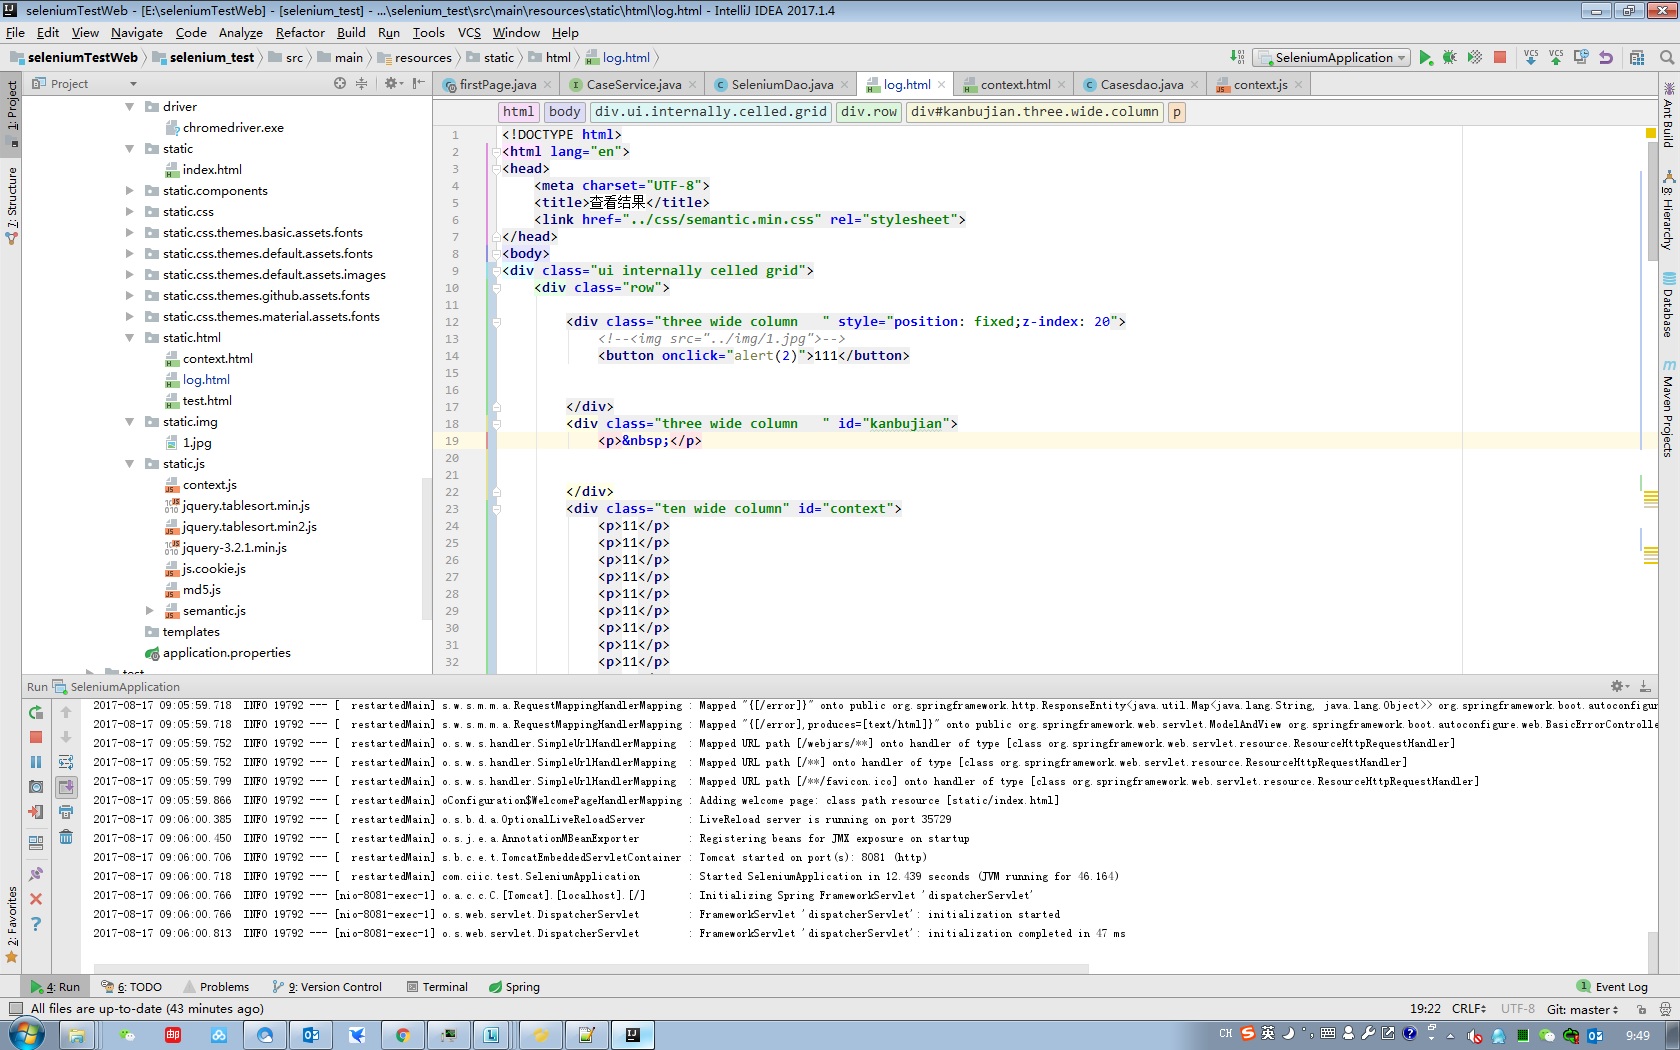 seleniumTestWeb - [E:\seleniumTestWeb] - [selenium_test] - ...\selenium_test\src\main\resources\static\html\log.html - IntelliJ IDEA 2017.1.4
File Edit View Navigate Code Analyze Refactor Build Run Tools VCS Window Help
seleniumTestWeb selenium_test src main resources static html log.html SeleniumApplication VCS VCS
Project firstPage.java CaseService.java SeleniumDao.java log.html context.html Casesdao.java context.js
html body div.ui.internally.celled.grid div.row div#kanbujian.three.wide.column p
1: Project
7: Structure
2: Favorites
Ant Build
8: Hierarchy
Database
Maven Projects
driver
chromedriver.exe
static
index.html
static.components
static.css
static.css.themes.basic.assets.fonts
static.css.themes.default.assets.fonts
static.css.themes.default.assets.images
static.css.themes.github.assets.fonts
static.css.themes.material.assets.fonts
static.html
context.html
log.html
test.html
static.img
1.jpg
static.js
context.js
jquery.tablesort.min.js
jquery.tablesort.min2.js
jquery-3.2.1.min.js
js.cookie.js
md5.js
semantic.js
templates
application.properties
1 <!DOCTYPE html>
2 <html lang="en">
3 <head>
4 <meta charset="UTF-8">
5 <title>查看结果</title>
6 <link href="../css/semantic.min.css" rel="stylesheet">
7 </head>
8 <body>
9 <div class="ui internally celled grid">
10 <div class="row">
11
12 <div class="three wide column   " style="position: fixed;z-index: 20">
13 <!--<img src="../img/1.jpg">-->
14 <button onclick="alert(2)">111</button>
15
16
17 </div>
18 <div class="three wide column   " id="kanbujian">
19 <p>&nbsp;</p>
20
21
22 </div>
23 <div class="ten wide column" id="context">
24 <p>11</p>
25 <p>11</p>
26 <p>11</p>
27 <p>11</p>
28 <p>11</p>
29 <p>11</p>
30 <p>11</p>
31 <p>11</p>
32 <p>11</p>
Run SeleniumApplication
2017-08-17 09:05:59.718 INFO 19792 --- [ restartedMain] s.w.s.m.m.a.RequestMappingHandlerMapping : Mapped "{[/error]}" onto public org.springframework.http.ResponseEntity<java.util.Map<java.lang.String, java.lang.Object>> org.springframework.boot.autoconfigur
2017-08-17 09:05:59.718 INFO 19792 --- [ restartedMain] s.w.s.m.m.a.RequestMappingHandlerMapping : Mapped "{[/error],produces=[text/html]}" onto public org.springframework.web.servlet.ModelAndView org.springframework.boot.autoconfigure.web.BasicErrorControlle
2017-08-17 09:05:59.752 INFO 19792 --- [ restartedMain] o.s.w.s.handler.SimpleUrlHandlerMapping : Mapped URL path [/webjars/**] onto handler of type [class org.springframework.web.servlet.resource.ResourceHttpRequestHandler]
2017-08-17 09:05:59.752 INFO 19792 --- [ restartedMain] o.s.w.s.handler.SimpleUrlHandlerMapping : Mapped URL path [/**] onto handler of type [class org.springframework.web.servlet.resource.ResourceHttpRequestHandler]
2017-08-17 09:05:59.799 INFO 19792 --- [ restartedMain] o.s.w.s.handler.SimpleUrlHandlerMapping : Mapped URL path [/**/favicon.ico] onto handler of type [class org.springframework.web.servlet.resource.ResourceHttpRequestHandler]
2017-08-17 09:05:59.866 INFO 19792 --- [ restartedMain] oConfiguration$WelcomePageHandlerMapping : Adding welcome page: class path resource [static/index.html]
2017-08-17 09:06:00.385 INFO 19792 --- [ restartedMain] o.s.b.d.a.OptionalLiveReloadServer : LiveReload server is running on port 35729
2017-08-17 09:06:00.450 INFO 19792 --- [ restartedMain] o.s.j.e.a.AnnotationMBeanExporter : Registering beans for JMX exposure on startup
2017-08-17 09:06:00.706 INFO 19792 --- [ restartedMain] s.b.c.e.t.TomcatEmbeddedServletContainer : Tomcat started on port(s): 8081 (http)
2017-08-17 09:06:00.718 INFO 19792 --- [ restartedMain] com.ciic.test.SeleniumApplication : Started SeleniumApplication in 12.439 seconds (JVM running for 46.164)
2017-08-17 09:06:00.766 INFO 19792 --- [nio-8081-exec-1] o.a.c.c.C.[Tomcat].[localhost].[/] : Initializing Spring FrameworkServlet 'dispatcherServlet'
2017-08-17 09:06:00.766 INFO 19792 --- [nio-8081-exec-1] o.s.web.servlet.DispatcherServlet : FrameworkServlet 'dispatcherServlet': initialization started
2017-08-17 09:06:00.813 INFO 19792 --- [nio-8081-exec-1] o.s.web.servlet.DispatcherServlet : FrameworkServlet 'dispatcherServlet': initialization completed in 47 ms
4: Run 6: TODO Problems 9: Version Control Terminal Spring 1 Event Log
All files are up-to-date (43 minutes ago) 19:22 CRLF UTF-8 Git: master
CH 英 9:49